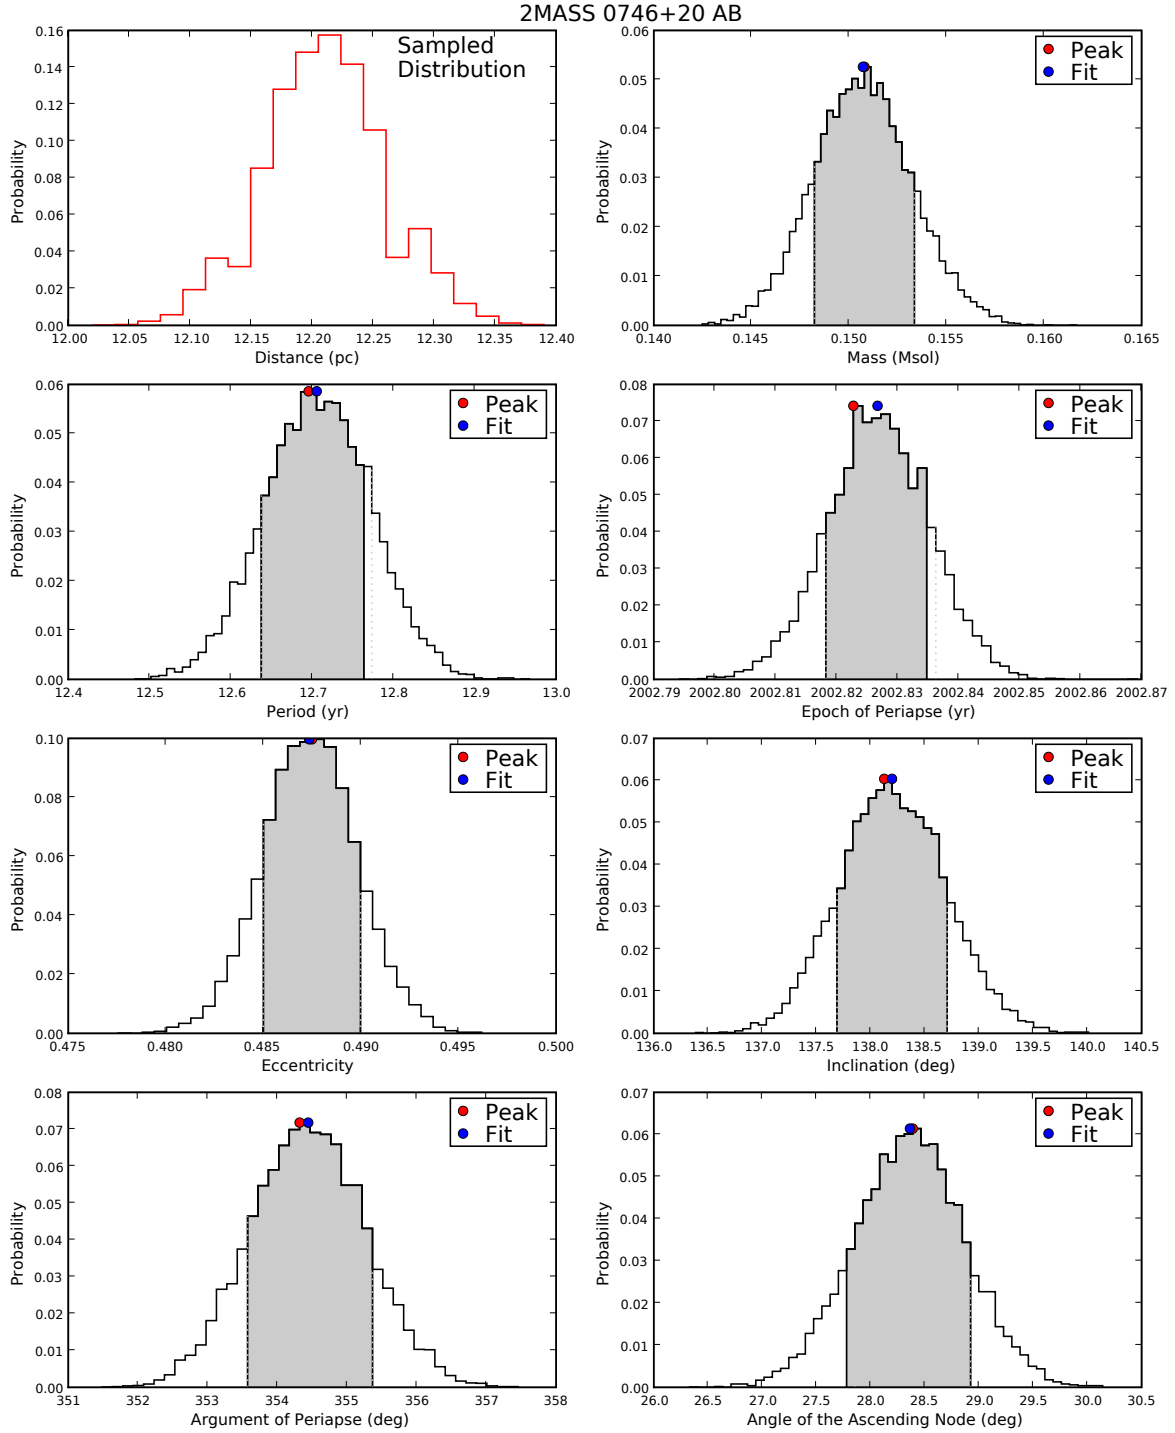 2MASS 0746+20 AB
Sampled
Distribution
Probability
0.16
0.14
0.12
0.10
0.08
0.06
0.04
0.02
0.00
12.00 12.05 12.10 12.15 12.20 12.25 12.30 12.35 12.40
Distance (pc)
Peak
Fit
Probability
0.06
0.05
0.04
0.03
0.02
0.01
0.00
0.140 0.145 0.150 0.155 0.160 0.165
Mass (Msol)
Peak
Fit
Probability
0.06
0.05
0.04
0.03
0.02
0.01
0.00
12.4 12.5 12.6 12.7 12.8 12.9 13.0
Period (yr)
Peak
Fit
Probability
0.08
0.07
0.06
0.05
0.04
0.03
0.02
0.01
0.00
2002.79 2002.80 2002.81 2002.82 2002.83 2002.84 2002.85 2002.86 2002.87
Epoch of Periapse (yr)
Peak
Fit
Probability
0.10
0.08
0.06
0.04
0.02
0.00
0.475 0.480 0.485 0.490 0.495 0.500
Eccentricity
Peak
Fit
Probability
0.07
0.06
0.05
0.04
0.03
0.02
0.01
0.00
136.0 136.5 137.0 137.5 138.0 138.5 139.0 139.5 140.0 140.5
Inclination (deg)
Peak
Fit
Probability
0.08
0.07
0.06
0.05
0.04
0.03
0.02
0.01
0.00
351 352 353 354 355 356 357 358
Argument of Periapse (deg)
Peak
Fit
Probability
0.07
0.06
0.05
0.04
0.03
0.02
0.01
0.00
26.0 26.5 27.0 27.5 28.0 28.5 29.0 29.5 30.0 30.5
Angle of the Ascending Node (deg)